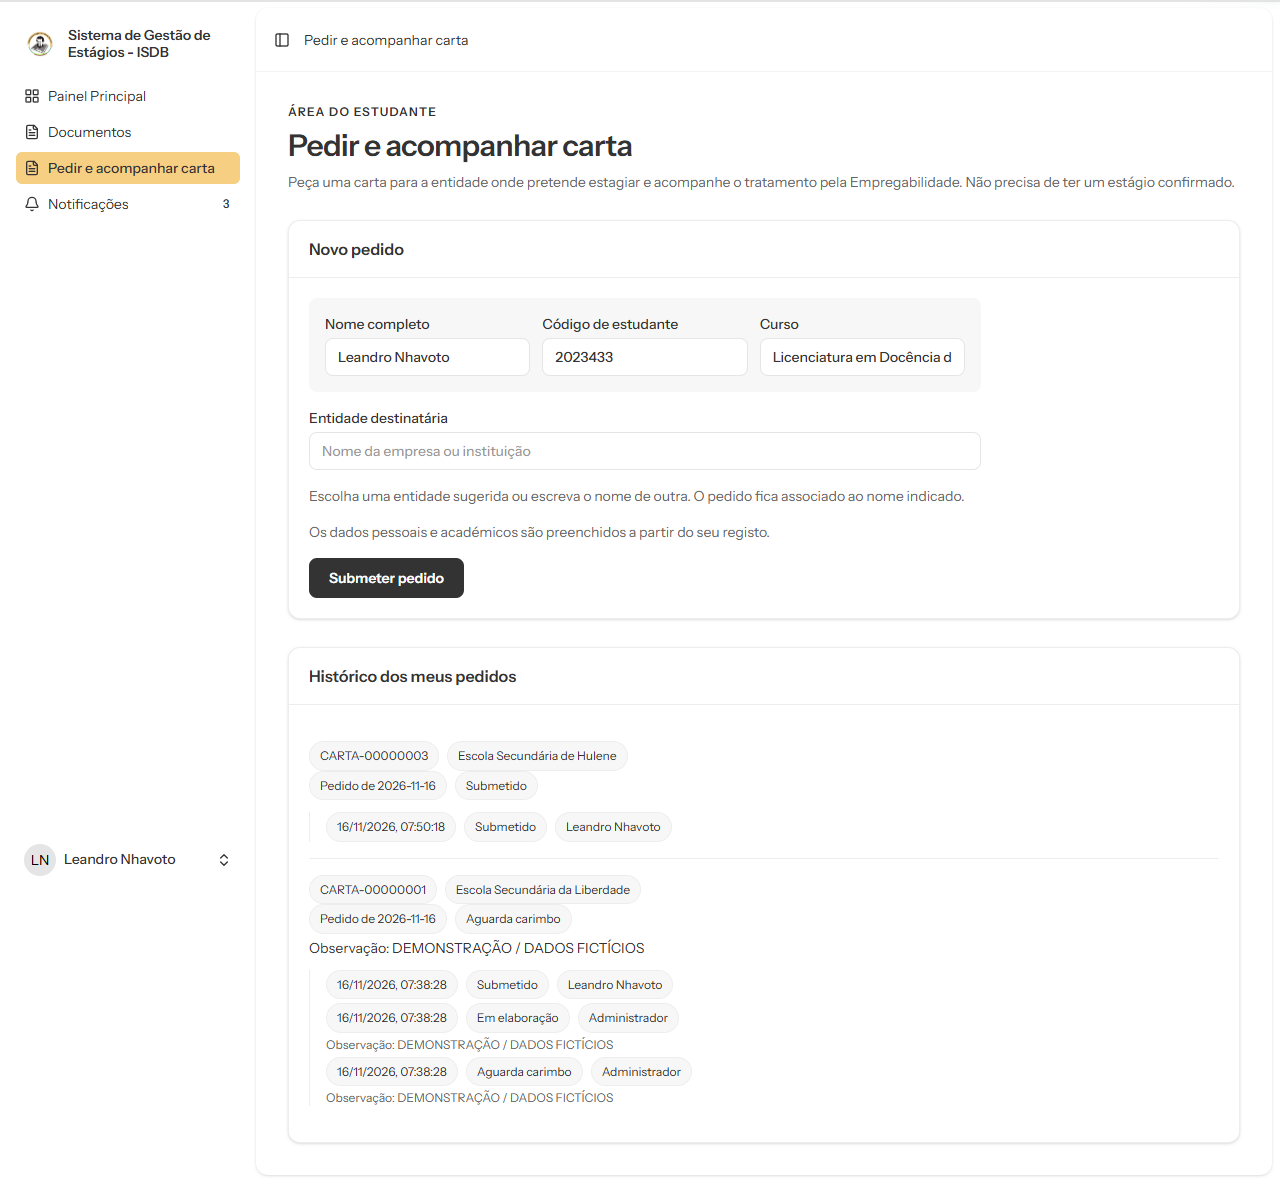 Sistema de Gestão de
Estágios - ISDB
Painel Principal
Documentos
Pedir e acompanhar carta
Notificações 3
LN Leandro Nhavoto
Pedir e acompanhar carta
ÁREA DO ESTUDANTE
Pedir e acompanhar carta
Peça uma carta para a entidade onde pretende estagiar e acompanhe o tratamento pela Empregabilidade. Não precisa de ter um estágio confirmado.
Novo pedido
Nome completo Código de estudante Curso
Leandro Nhavoto 2023433 Licenciatura em Docência d
Entidade destinatária
Nome da empresa ou instituição
Escolha uma entidade sugerida ou escreva o nome de outra. O pedido fica associado ao nome indicado.
Os dados pessoais e académicos são preenchidos a partir do seu registo.
Submeter pedido
Histórico dos meus pedidos
CARTA-00000003 Escola Secundária de Hulene
Pedido de 2026-11-16 Submetido
16/11/2026, 07:50:18 Submetido Leandro Nhavoto
CARTA-00000001 Escola Secundária da Liberdade
Pedido de 2026-11-16 Aguarda carimbo
Observação: DEMONSTRAÇÃO / DADOS FICTÍCIOS
16/11/2026, 07:38:28 Submetido Leandro Nhavoto
16/11/2026, 07:38:28 Em elaboração Administrador
Observação: DEMONSTRAÇÃO / DADOS FICTÍCIOS
16/11/2026, 07:38:28 Aguarda carimbo Administrador
Observação: DEMONSTRAÇÃO / DADOS FICTÍCIOS